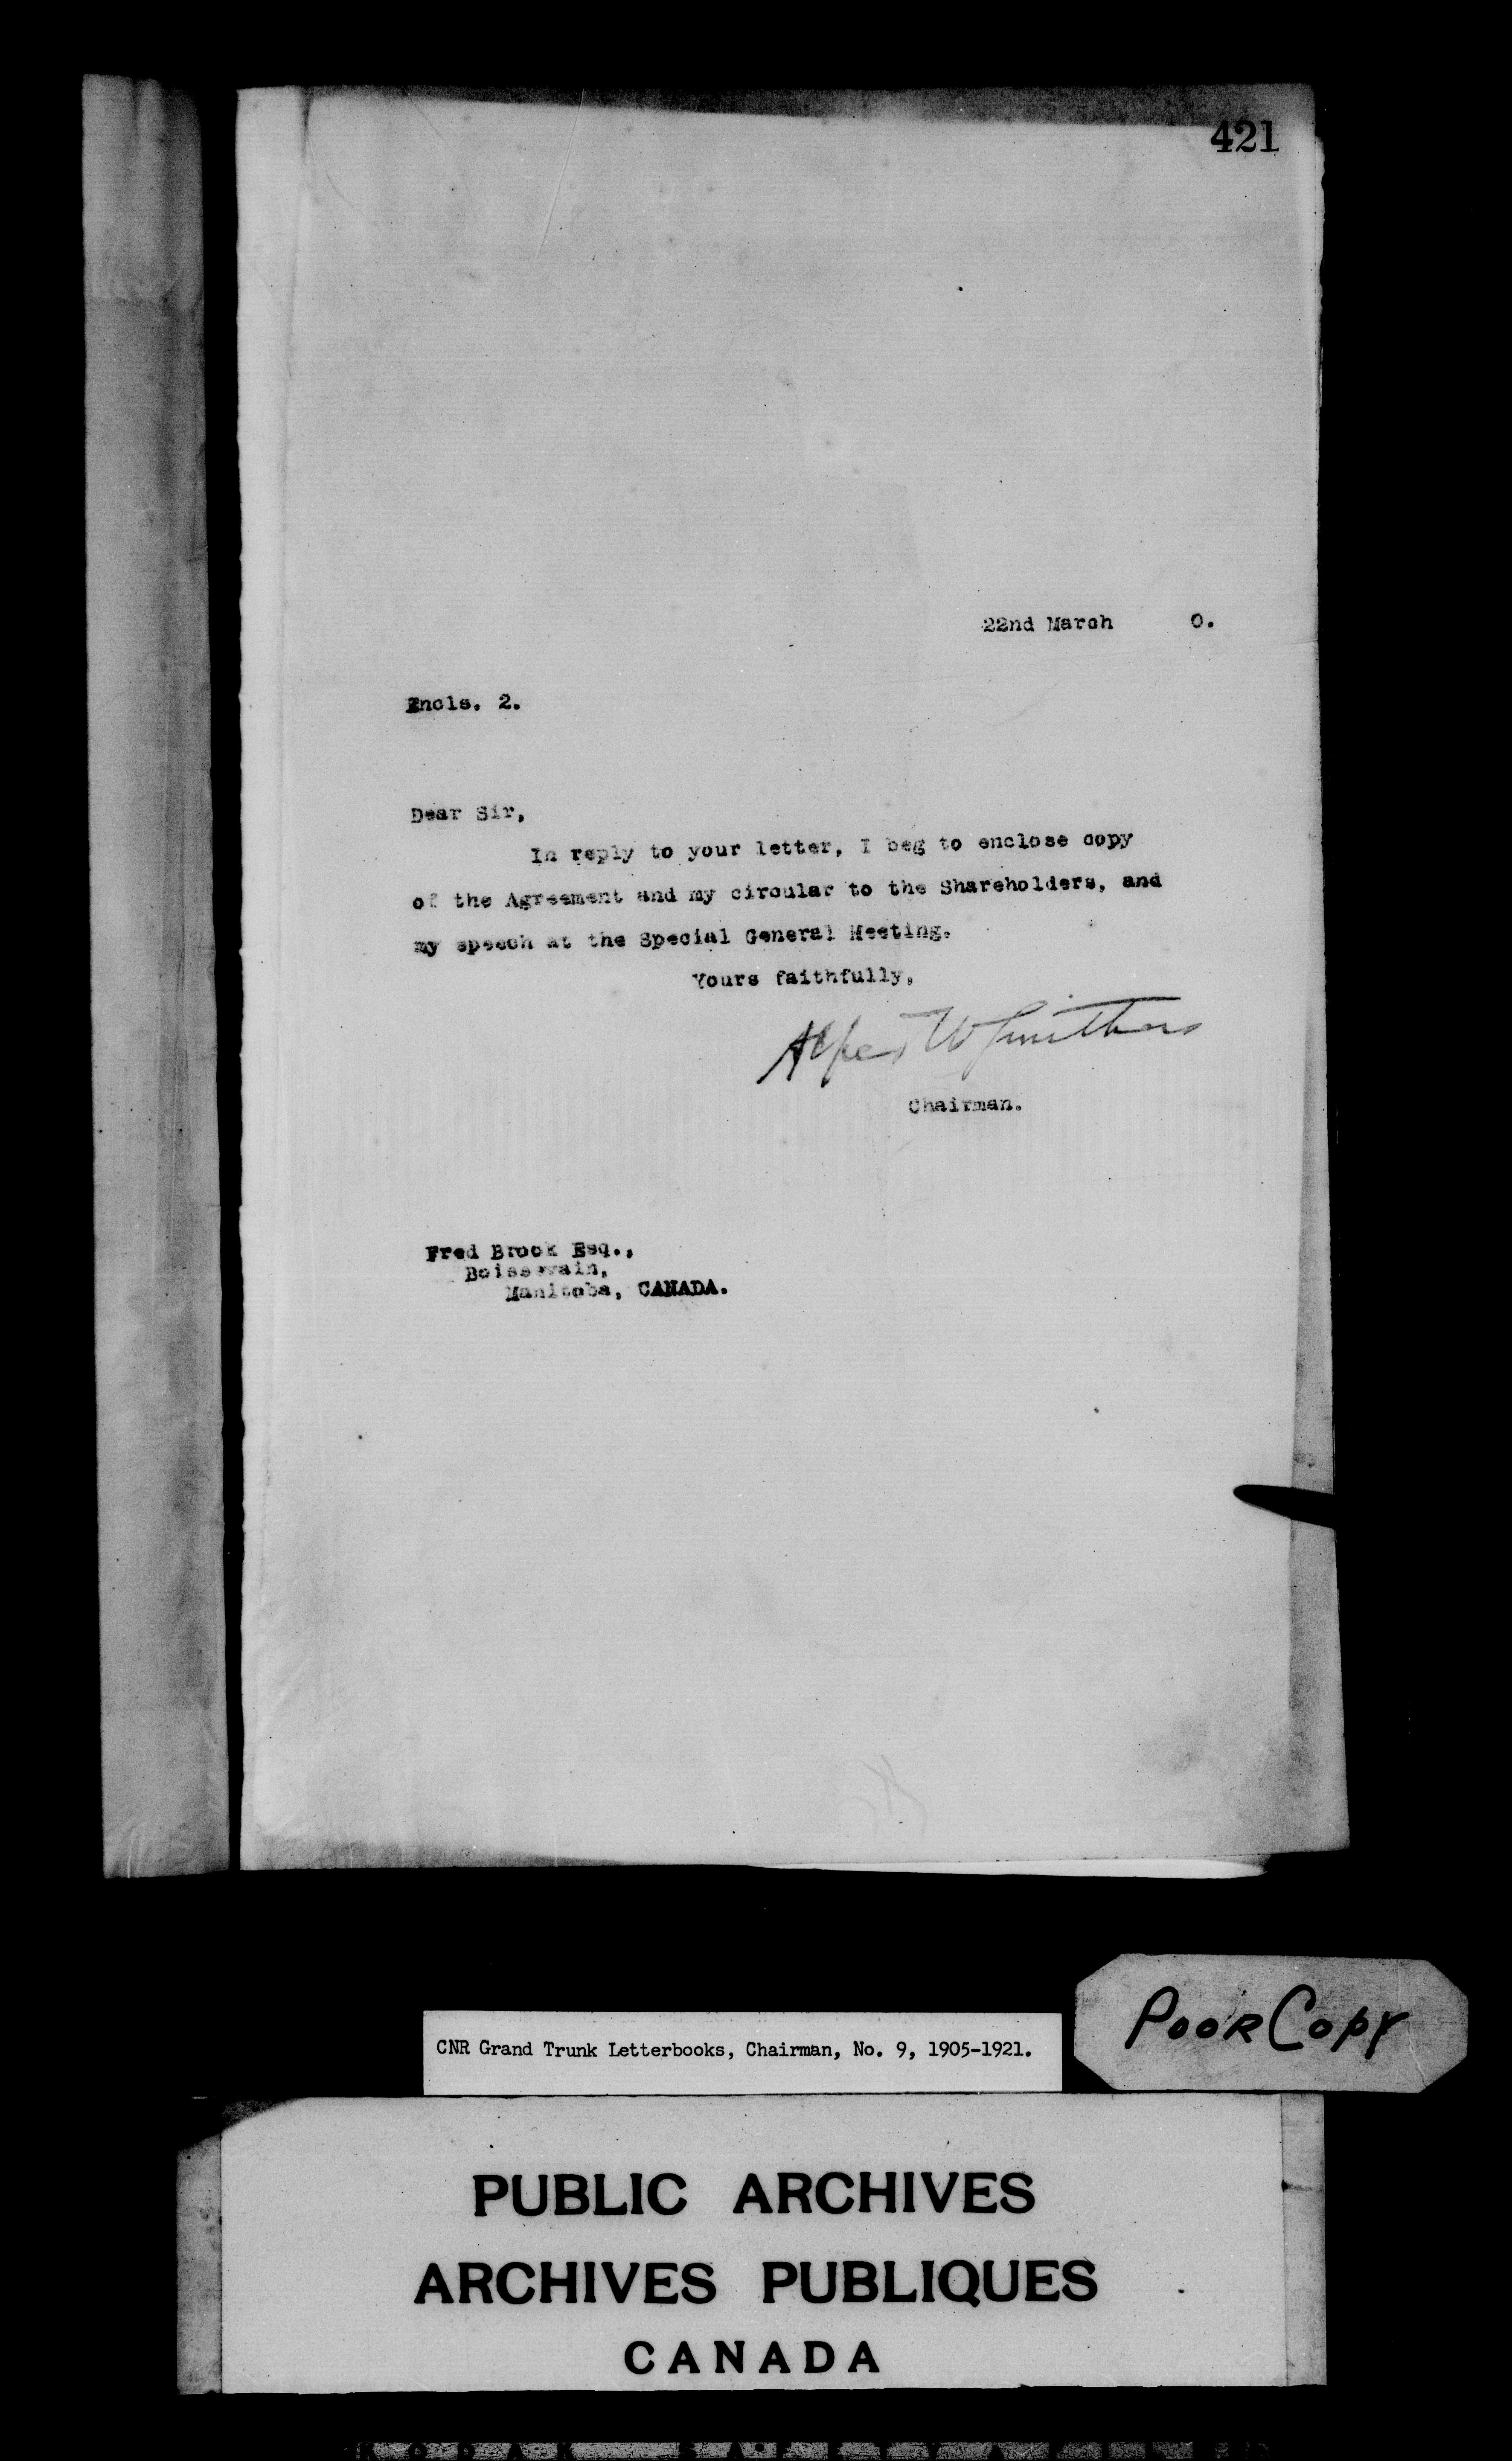 421
22nd March 0.
Encls. 2.
Dear Sir,
In reply to your letter, I beg to enclose copy
of the Agreement and my circular to the Shareholders, and
my speech at the Special General Meeting.
Yours faithfully,
Alfred W Smithers
Chairman.
Fred Brook Esq.,
Boissevain,
Manitoba, CANADA.
POOR COPY
CNR Grand Trunk Letterbooks, Chairman, No. 9, 1905-1921.
PUBLIC ARCHIVES
ARCHIVES PUBLIQUES
CANADA